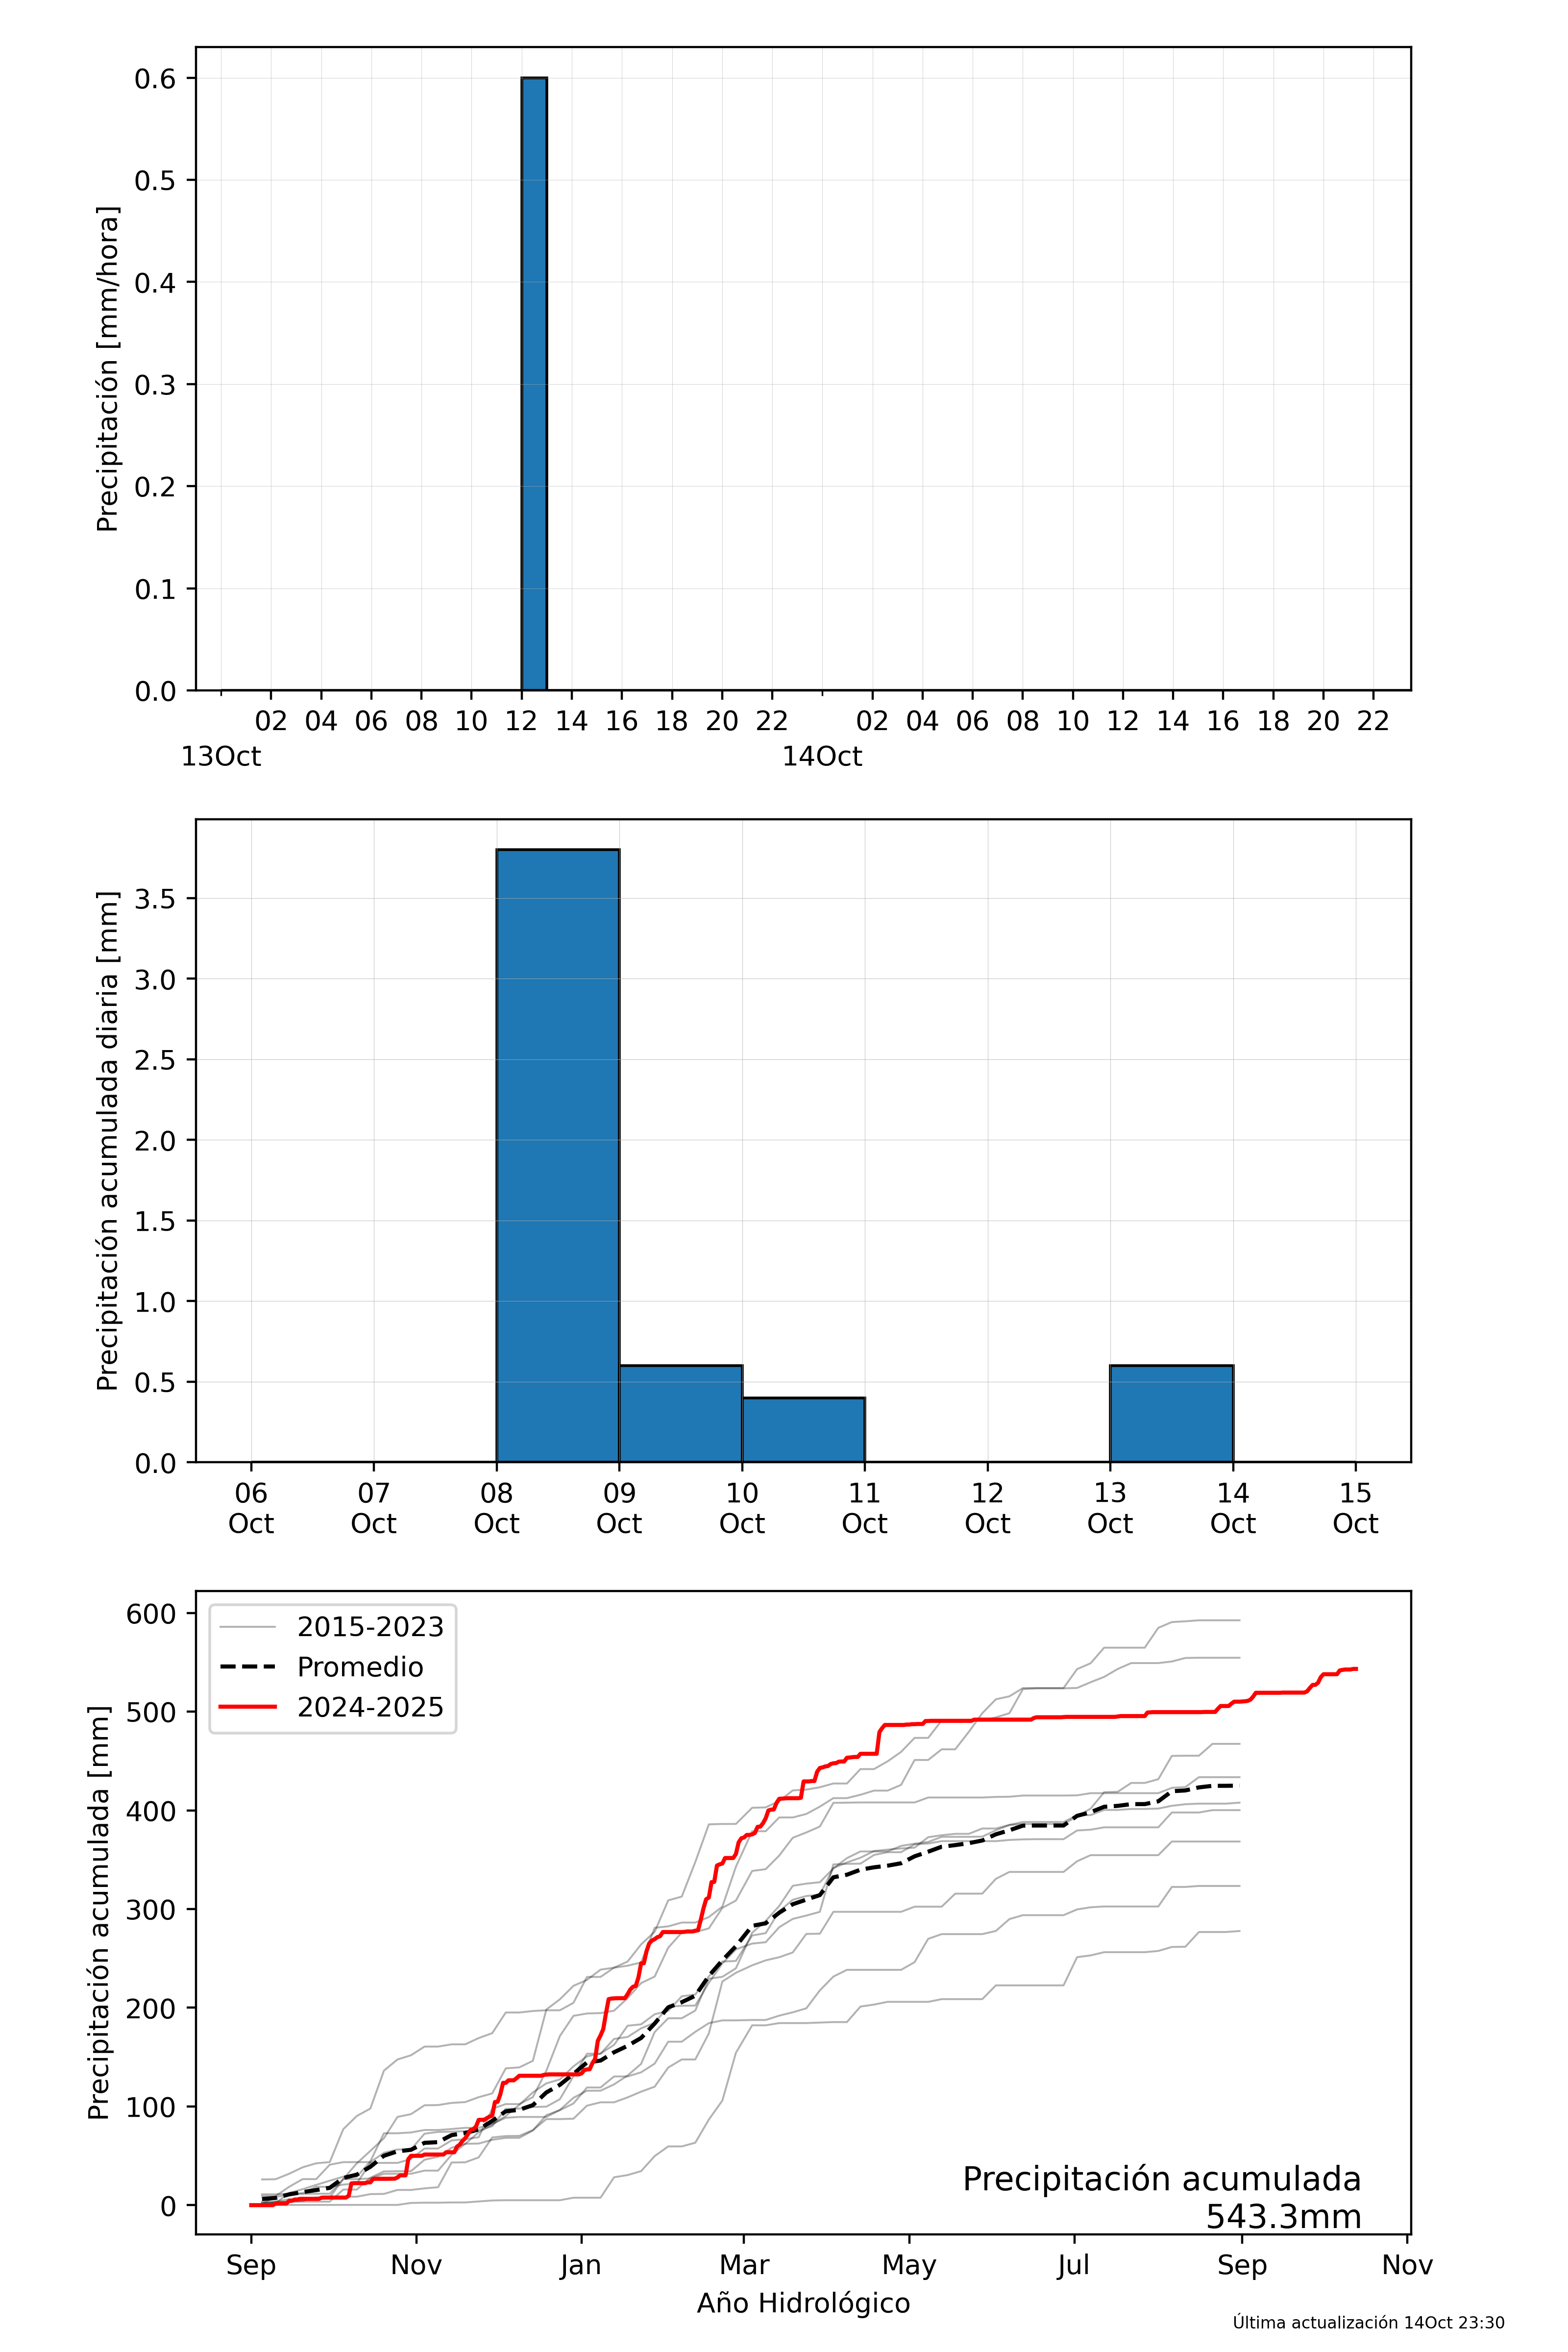 Precipitación [mm/hora]
0.6
0.5
0.4
0.3
0.2
0.1
0.0
02 04 06 08 10 12 14 16 18 20 22 02 04 06 08 10 12 14 16 18 20 22
13Oct 14Oct
Precipitación acumulada diaria [mm]
3.5
3.0
2.5
2.0
1.5
1.0
0.5
0.0
06 07 08 09 10 11 12 13 14 15
Oct Oct Oct Oct Oct Oct Oct Oct Oct Oct
Precipitación acumulada [mm]
600
500
400
300
200
100
0
2015-2023
Promedio
2024-2025
Precipitación acumulada
543.3mm
Sep Nov Jan Mar May Jul Sep Nov
Año Hidrológico
Última actualización 14Oct 23:30